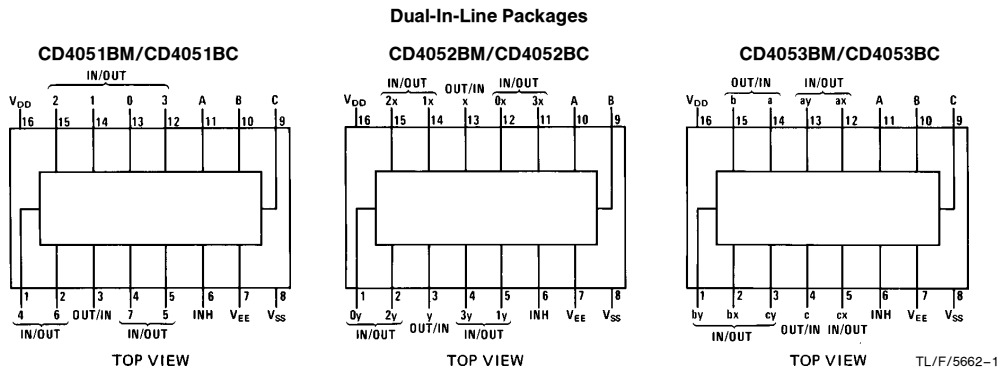 Dual-In-Line Packages
CD4051BM/CD4051BC
IN/OUT
VDD 2 1 0 3 A B C
16 15 14 13 12 11 10 9
1 2 3 4 5 6 7 8
4 6 OUT/IN 7 5 INH VEE VSS
IN/OUT IN/OUT
TOP VIEW
CD4052BM/CD4052BC
IN/OUT OUT/IN IN/OUT
VDD 2x 1x x 0x 3x A B
16 15 14 13 12 11 10 9
1 2 3 4 5 6 7 8
0y 2y y 3y 1y INH VEE VSS
IN/OUT OUT/IN IN/OUT
TOP VIEW
CD4053BM/CD4053BC
OUT/IN IN/OUT
VDD b a ay ax A B C
16 15 14 13 12 11 10 9
1 2 3 4 5 6 7 8
by bx cy c cx INH VEE VSS
IN/OUT OUT/IN IN/OUT
TOP VIEW
TL/F/5662–1